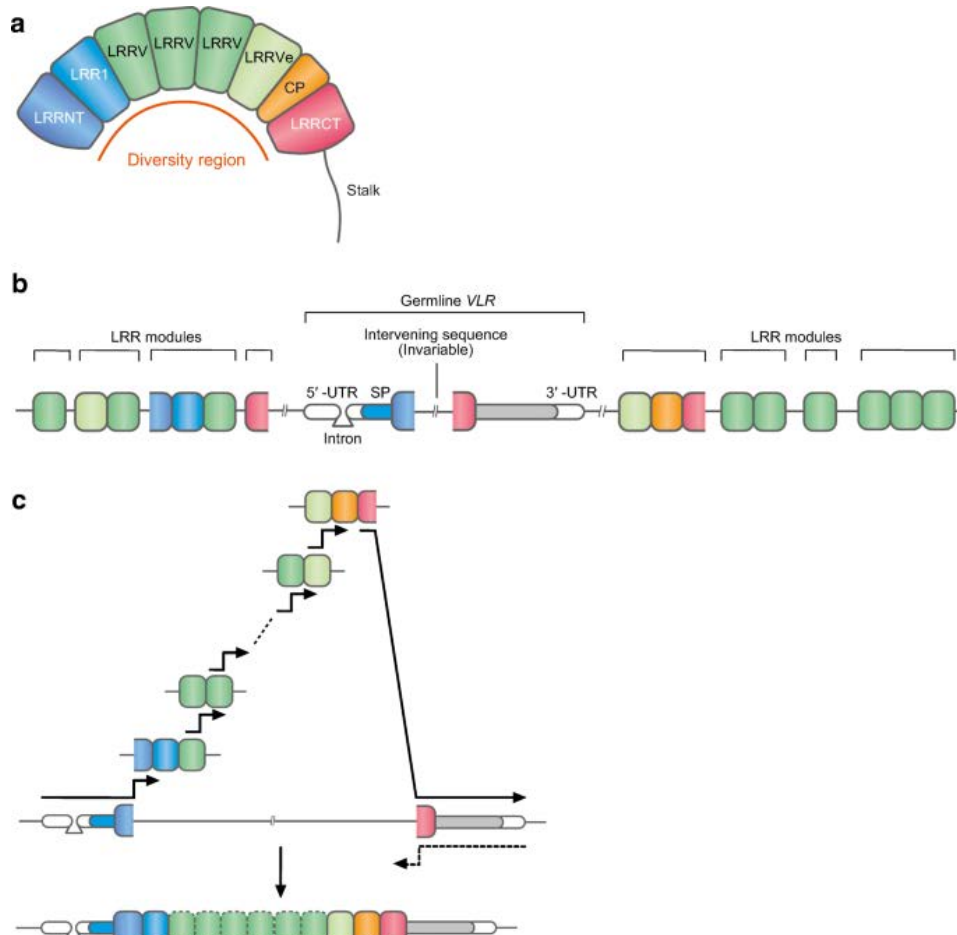 a
LRRNT
LRR1
LRRV
LRRV
LRRV
LRRVe
CP
LRRCT
Diversity region
Stalk
b
Germline VLR
LRR modules
Intervening sequence
(Invariable)
LRR modules
5′ -UTR
SP
3′ -UTR
Intron
c